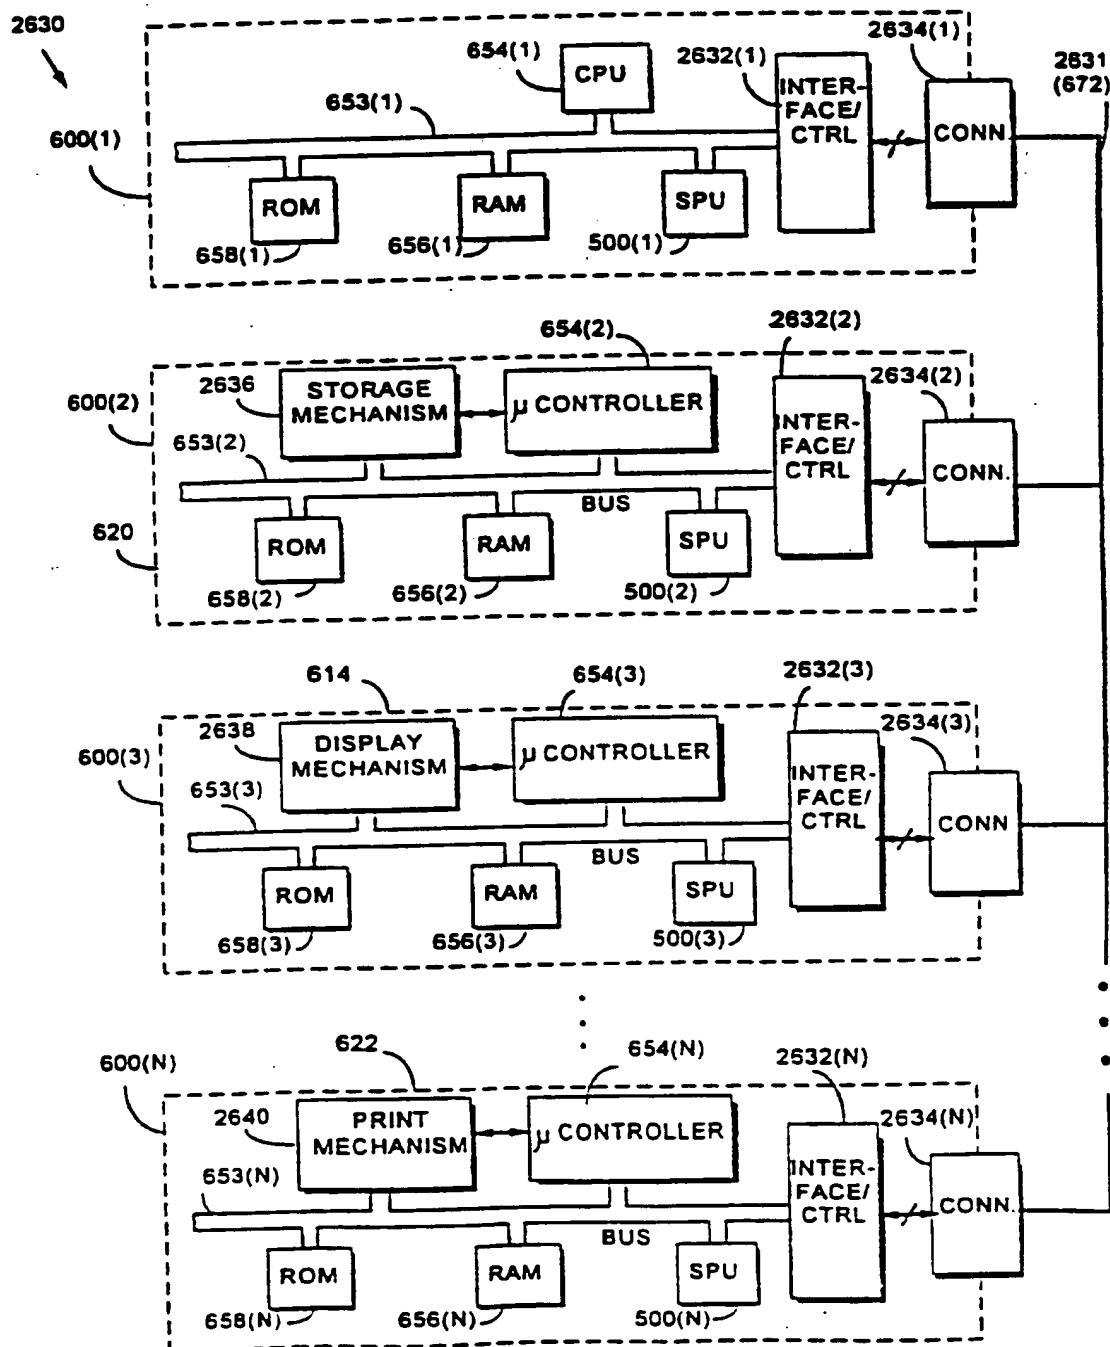 2630
600(1)
654(1)
CPU
653(1)
2632(1)
INTER-
FACE/
CTRL
2634(1)
CONN.
2631
(672)
ROM
658(1)
RAM
656(1)
SPU
500(1)
600(2)
620
2636
STORAGE
MECHANISM
654(2)
μ CONTROLLER
653(2)
BUS
2632(2)
INTER-
FACE/
CTRL
2634(2)
CONN.
ROM
658(2)
RAM
656(2)
SPU
500(2)
614
600(3)
2638
DISPLAY
MECHANISM
654(3)
μ CONTROLLER
653(3)
BUS
2632(3)
INTER-
FACE/
CTRL
2634(3)
CONN
ROM
658(3)
RAM
656(3)
SPU
500(3)
622
600(N)
2640
PRINT
MECHANISM
654(N)
μ CONTROLLER
653(N)
BUS
2632(N)
INTER-
FACE/
CTRL
2634(N)
CONN.
ROM
658(N)
RAM
656(N)
SPU
500(N)